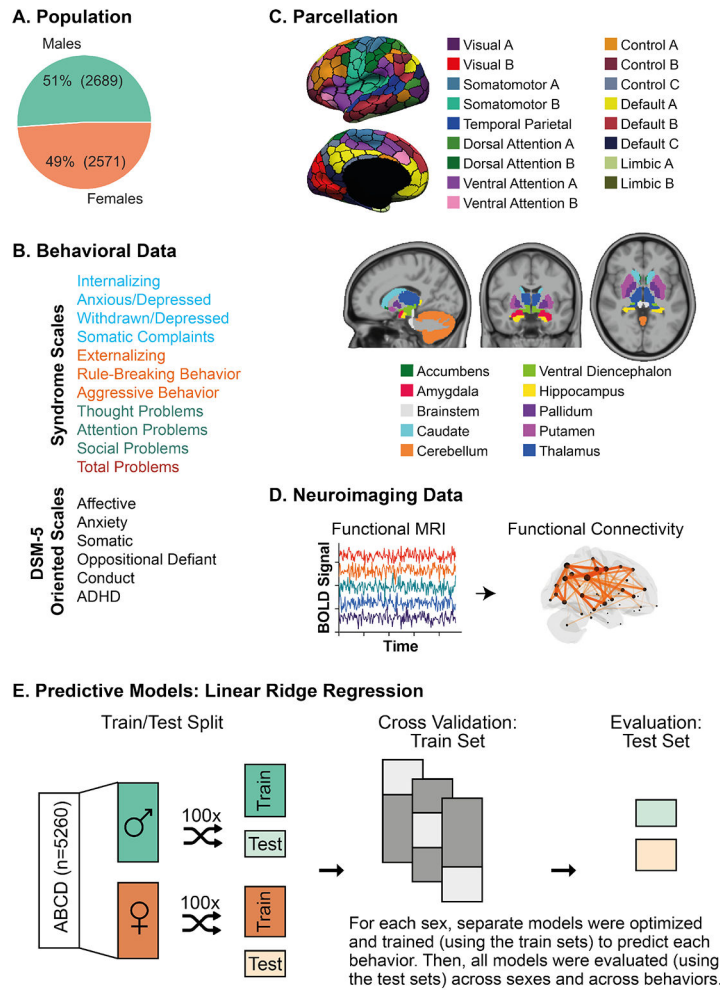 A. Population
Males
51% (2689)
49% (2571)
Females
B. Behavioral Data
Syndrome Scales
Internalizing
Anxious/Depressed
Withdrawn/Depressed
Somatic Complaints
Externalizing
Rule-Breaking Behavior
Aggressive Behavior
Thought Problems
Attention Problems
Social Problems
Total Problems
DSM-5
Oriented Scales
Affective
Anxiety
Somatic
Oppositional Defiant
Conduct
ADHD
C. Parcellation
Visual A
Visual B
Somatomotor A
Somatomotor B
Temporal Parietal
Dorsal Attention A
Dorsal Attention B
Ventral Attention A
Ventral Attention B
Control A
Control B
Control C
Default A
Default B
Default C
Limbic A
Limbic B
Accumbens
Amygdala
Brainstem
Caudate
Cerebellum
Ventral Diencephalon
Hippocampus
Pallidum
Putamen
Thalamus
D. Neuroimaging Data
Functional MRI
BOLD Signal
Time
Functional Connectivity
E. Predictive Models: Linear Ridge Regression
Train/Test Split
ABCD (n=5260)
♂
100x
Train
Test
♀
100x
Train
Test
Cross Validation:
Train Set
Evaluation:
Test Set
For each sex, separate models were optimized
and trained (using the train sets) to predict each
behavior. Then, all models were evaluated (using
the test sets) across sexes and across behaviors.